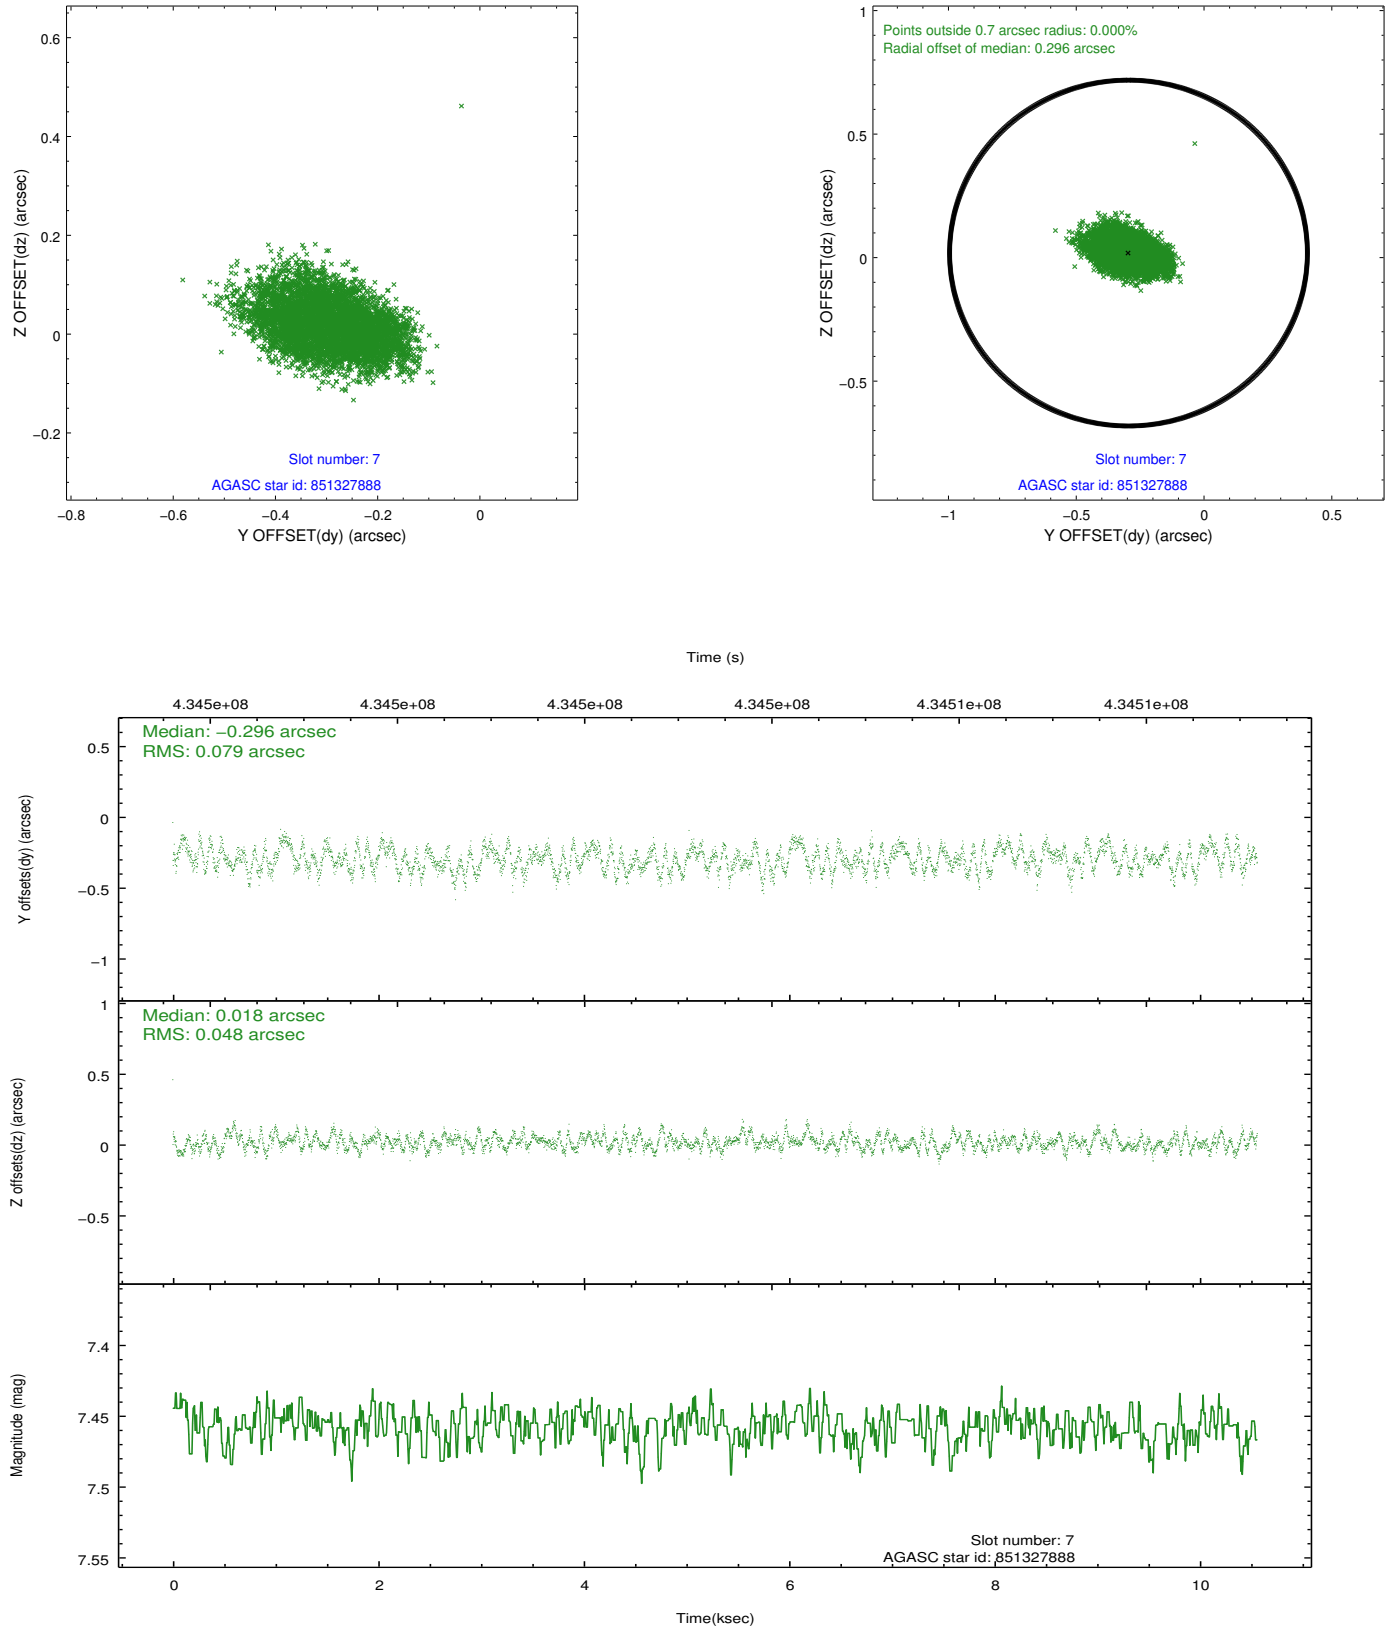 0.6
0.4
0.2
0
−0.2
Z OFFSET(dz) (arcsec)
Slot number: 7
AGASC star id: 851327888
−0.8 −0.6 −0.4 −0.2 0
Y OFFSET(dy) (arcsec)
1
0.5
0
−0.5
Z OFFSET(dz) (arcsec)
Points outside 0.7 arcsec radius: 0.000%
Radial offset of median: 0.296 arcsec
Slot number: 7
AGASC star id: 851327888
−1 −0.5 0 0.5
Y OFFSET(dy) (arcsec)
Time (s)
4.345e+08 4.345e+08 4.345e+08 4.345e+08 4.3451e+08 4.3451e+08
Median: −0.296 arcsec
RMS: 0.079 arcsec
0.5
0
−0.5
−1
Y offsets(dy) (arcsec)
Median: 0.018 arcsec
RMS: 0.048 arcsec
1
0.5
0
−0.5
Z offsets(dz) (arcsec)
7.4
7.45
7.5
7.55
Magnitude (mag)
Slot number: 7
AGASC star id: 851327888
0 2 4 6 8 10
Time(ksec)